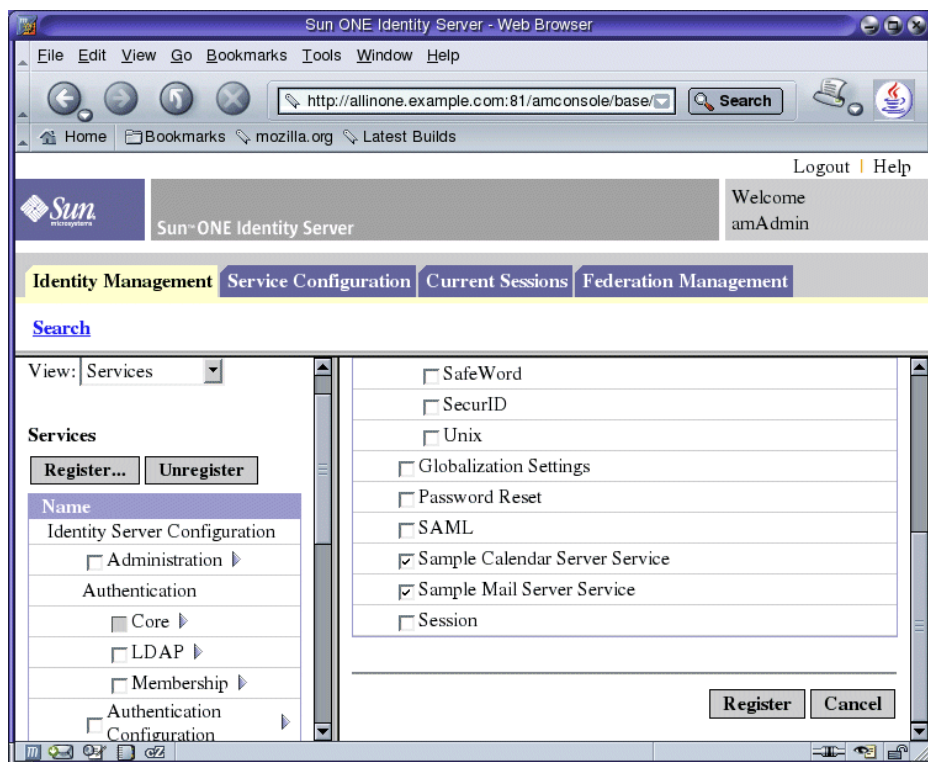 Sun ONE Identity Server - Web Browser
File Edit View Go Bookmarks Tools Window Help
http://allinone.example.com:81/amconsole/base/ Search
Home Bookmarks mozilla.org Latest Builds
Logout | Help
Sun microsystems
Sun™ ONE Identity Server
Welcome
amAdmin
Identity Management Service Configuration Current Sessions Federation Management
Search
View: Services
Services
Register... Unregister
Name
Identity Server Configuration
Administration
Authentication
Core
LDAP
Membership
Authentication
Configuration
SafeWord
SecurID
Unix
Globalization Settings
Password Reset
SAML
Sample Calendar Server Service
Sample Mail Server Service
Session
Register Cancel